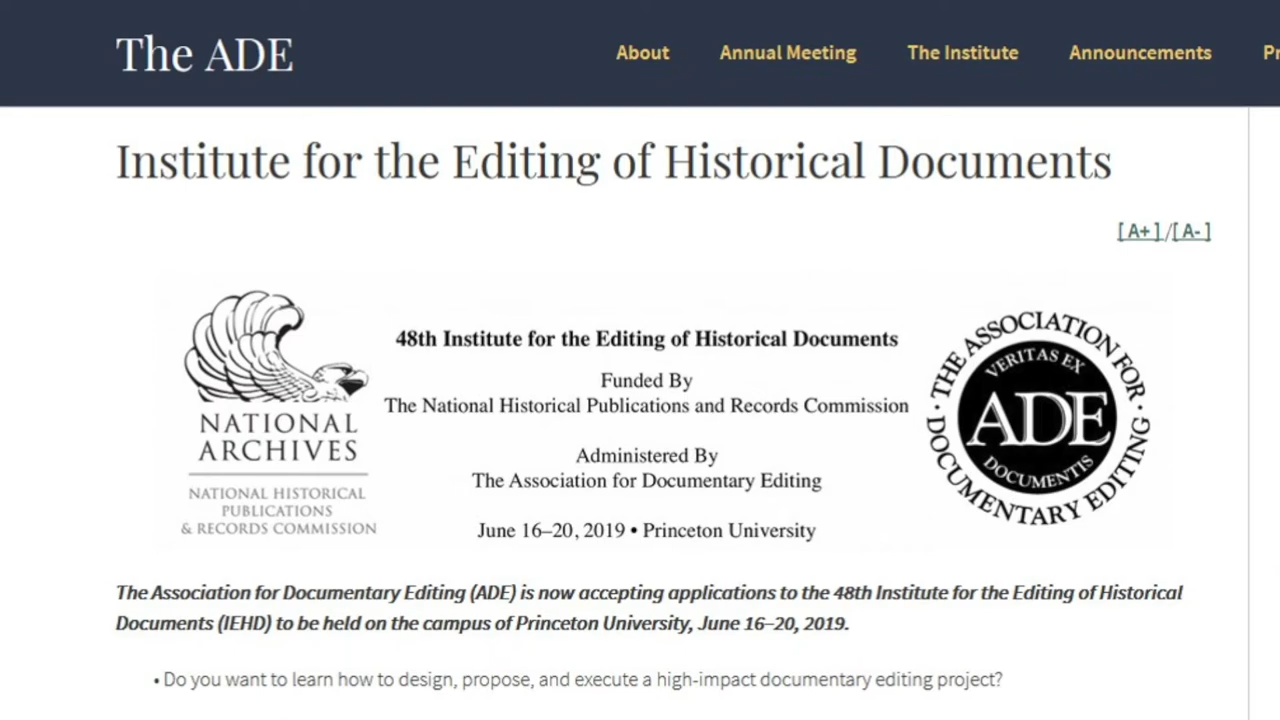 The ADE
About Annual Meeting The Institute Announcements
Institute for the Editing of Historical Documents
[ A+ ]/[ A- ]
NATIONAL
ARCHIVES
NATIONAL HISTORICAL
PUBLICATIONS
& RECORDS COMMISSION
48th Institute for the Editing of Historical Documents
Funded By
The National Historical Publications and Records Commission
Administered By
The Association for Documentary Editing
June 16–20, 2019 • Princeton University
THE ASSOCIATION FOR
· DOCUMENTARY EDITING ·
VERITAS EX
ADE
DOCUMENTIS
The Association for Documentary Editing (ADE) is now accepting applications to the 48th Institute for the Editing of Historical
Documents (IEHD) to be held on the campus of Princeton University, June 16–20, 2019.
• Do you want to learn how to design, propose, and execute a high-impact documentary editing project?